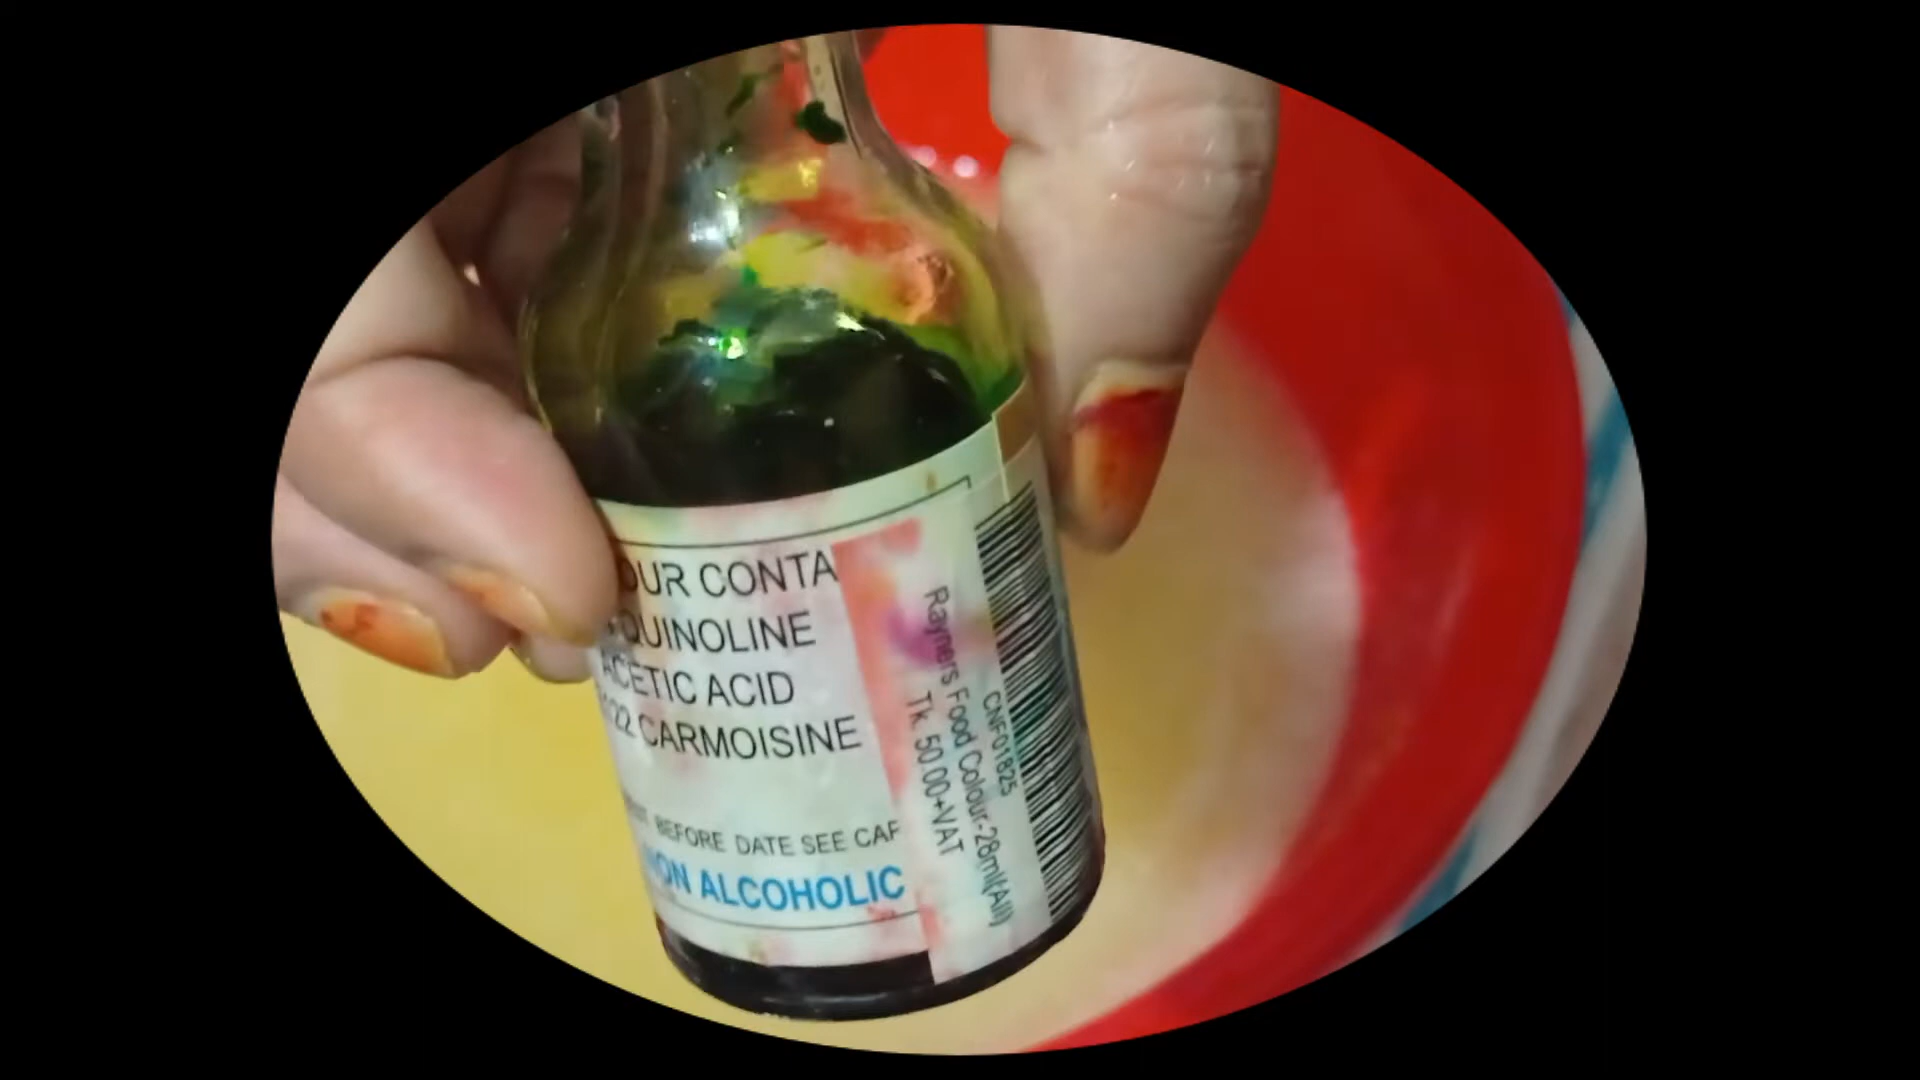 OUR CONTA
QUINOLINE
ACETIC ACID
122 CARMOISINE
BEFORE DATE SEE CAP
NON ALCOHOLIC
CNF01825
Rayners Food Colour-28ml(All)
Tk. 50.00+VAT